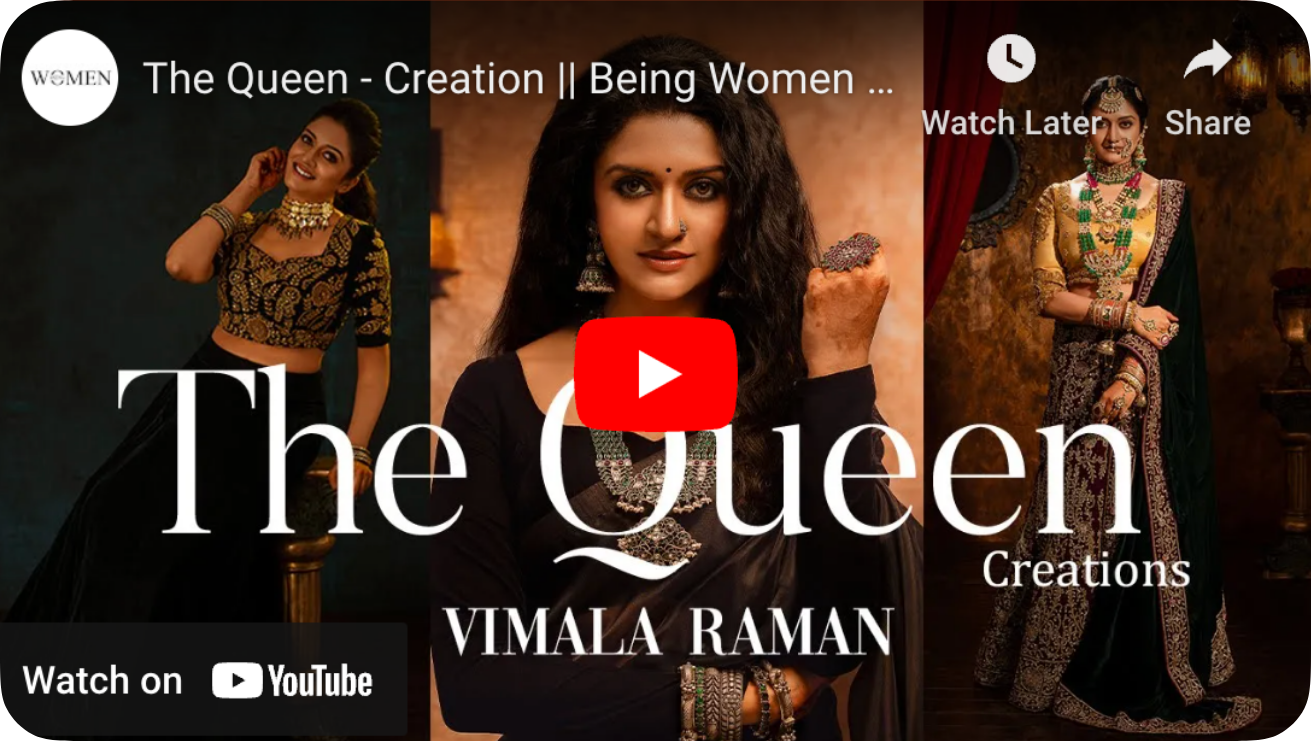 WOMEN
The Queen - Creation || Being Women ...
Watch Later
Share
The Queen
Creations
VIMALA RAMAN
Watch on YouTube